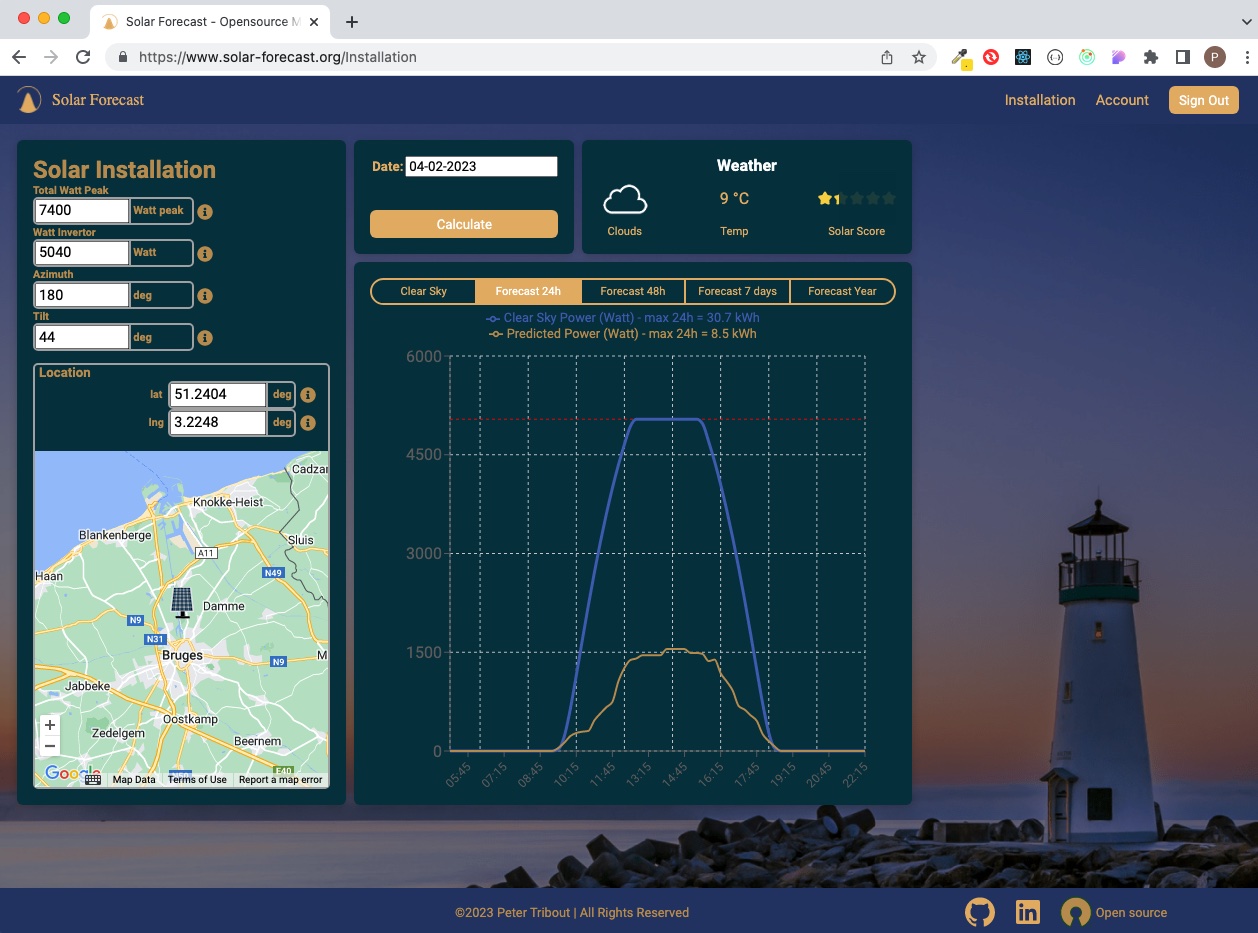 Solar Forecast - Opensource M
https://www.solar-forecast.org/Installation
P
Solar Forecast
Installation
Account
Sign Out
Solar Installation
Total Watt Peak
7400
Watt peak
Watt Invertor
5040
Watt
Azimuth
180
deg
Tilt
44
deg
Location
lat
51.2404
deg
lng
3.2248
deg
Cadzan
Knokke-Heist
Blankenberge
Sluis
A11
N49
Haan
Damme
N9
N31
Bruges
N9
M
Jabbeke
Oostkamp
Zedelgem
Beernem
E40
Google
Map Data
Terms of Use
Report a map error
Date:
04-02-2023
Calculate
Weather
9 °C
Clouds
Temp
Solar Score
Clear Sky
Forecast 24h
Forecast 48h
Forecast 7 days
Forecast Year
Clear Sky Power (Watt) - max 24h = 30.7 kWh
Predicted Power (Watt) - max 24h = 8.5 kWh
6000
4500
3000
1500
0
05:45
07:15
08:45
10:15
11:45
13:15
14:45
16:15
17:45
19:15
20:45
22:15
©2023 Peter Tribout | All Rights Reserved
in
Open source